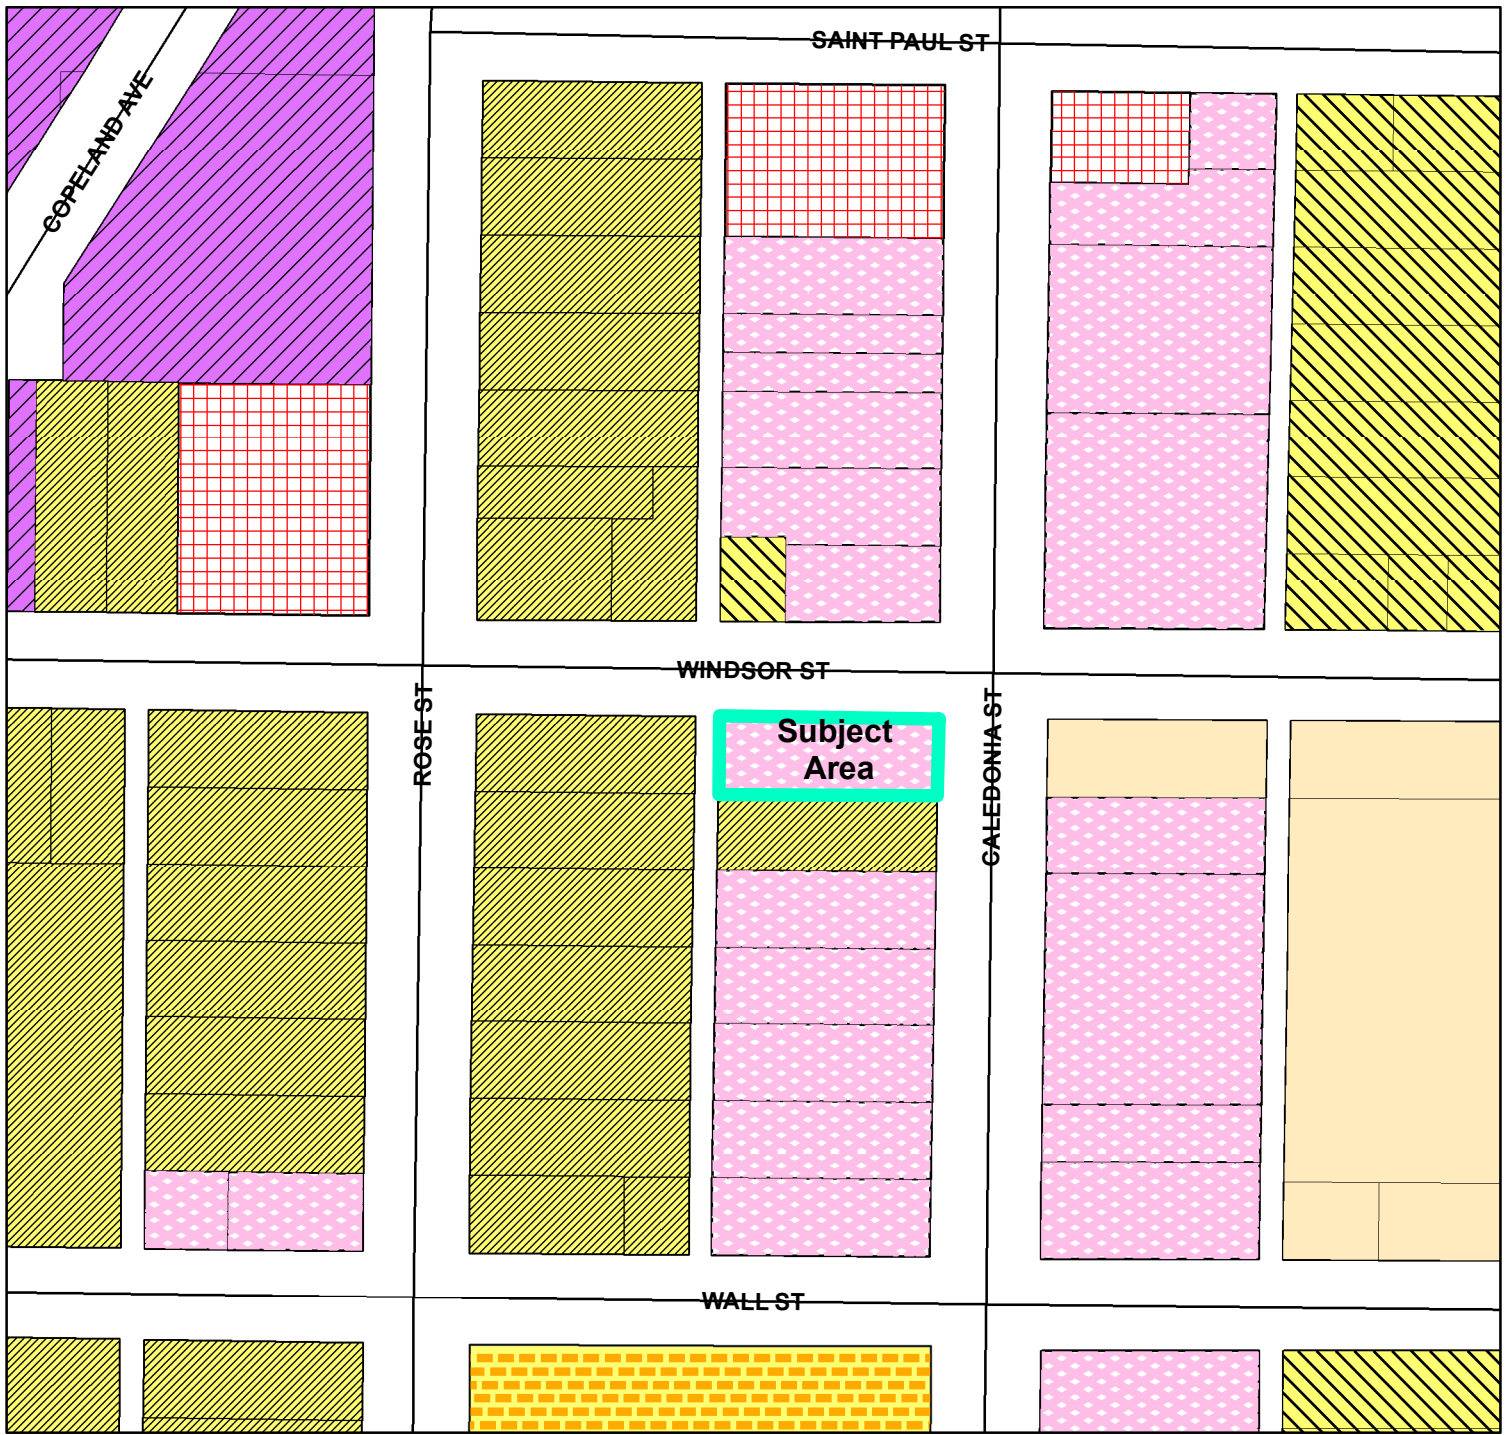 SAINT PAUL ST
COPELAND AVE
WINDSOR ST
ROSE ST
CALEDONIA ST
Subject
Area
WALL ST